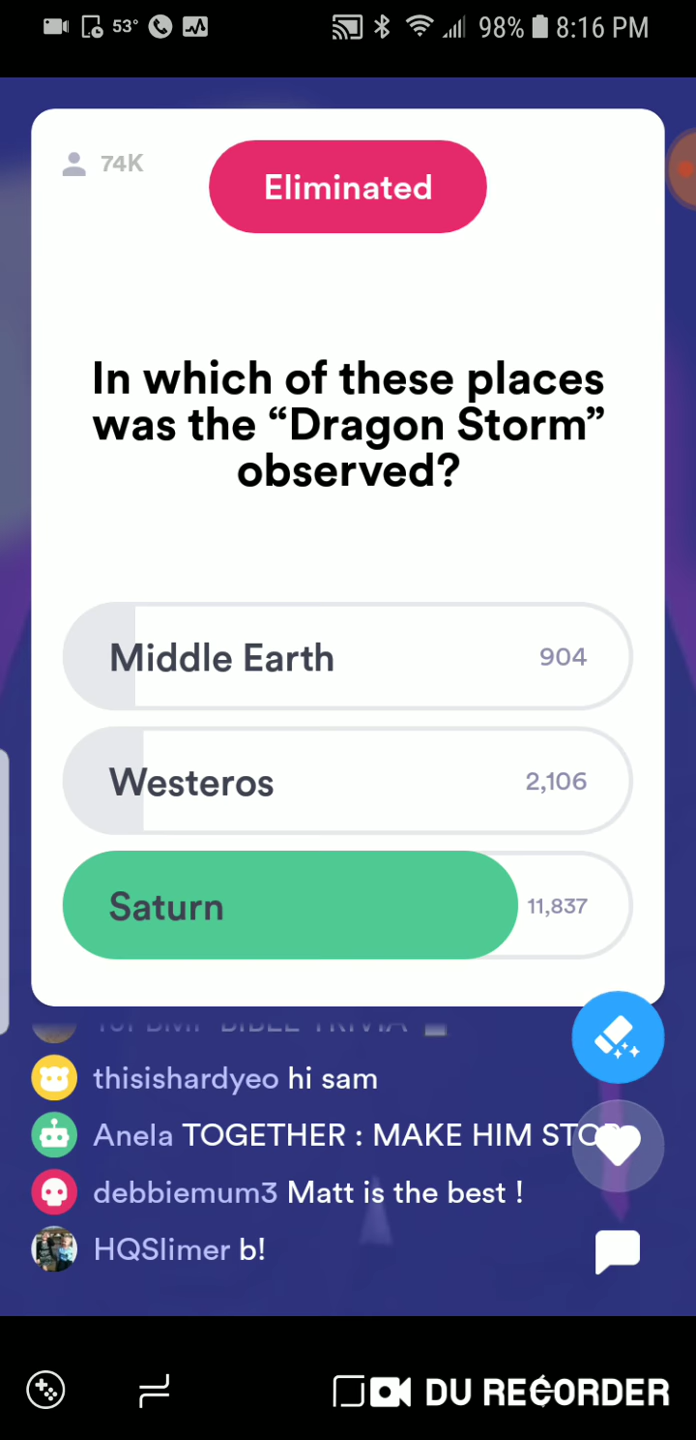 53° 98% 8:16 PM
74K
Eliminated
In which of these places
was the “Dragon Storm”
observed?
Middle Earth 904
Westeros 2,106
Saturn 11,837
thisishardyeo hi sam
Anela TOGETHER : MAKE HIM
debbiemum3 Matt is the best !
HQSlimer b!
DU RECORDER